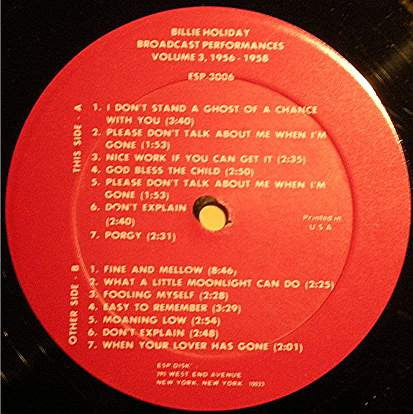 BILLIE HOLIDAY
BROADCAST PERFORMANCES
VOLUME 3, 1956 - 1958
ESP-3006
THIS SIDE - A
1. I DON'T STAND A GHOST OF A CHANCE
WITH YOU (3:40)
2. PLEASE DON'T TALK ABOUT ME WHEN I'M
GONE (1:53)
3. NICE WORK IF YOU CAN GET IT (2:35)
4. GOD BLESS THE CHILD (2:50)
5. PLEASE DON'T TALK ABOUT ME WHEN I'M
GONE (1:53)
6. DON'T EXPLAIN
(2:40)
7. PORGY (2:31)
Printed in
U S A
OTHER SIDE - B
1. FINE AND MELLOW (8:46)
2. WHAT A LITTLE MOONLIGHT CAN DO (2:25)
3. FOOLING MYSELF (2:28)
4. EASY TO REMEMBER (3:29)
5. MOANING LOW (2:54)
6. DON'T EXPLAIN (2:48)
7. WHEN YOUR LOVER HAS GONE (2:01)
ESP DISK'
WEST END AVENUE
NEW YORK, NEW YORK